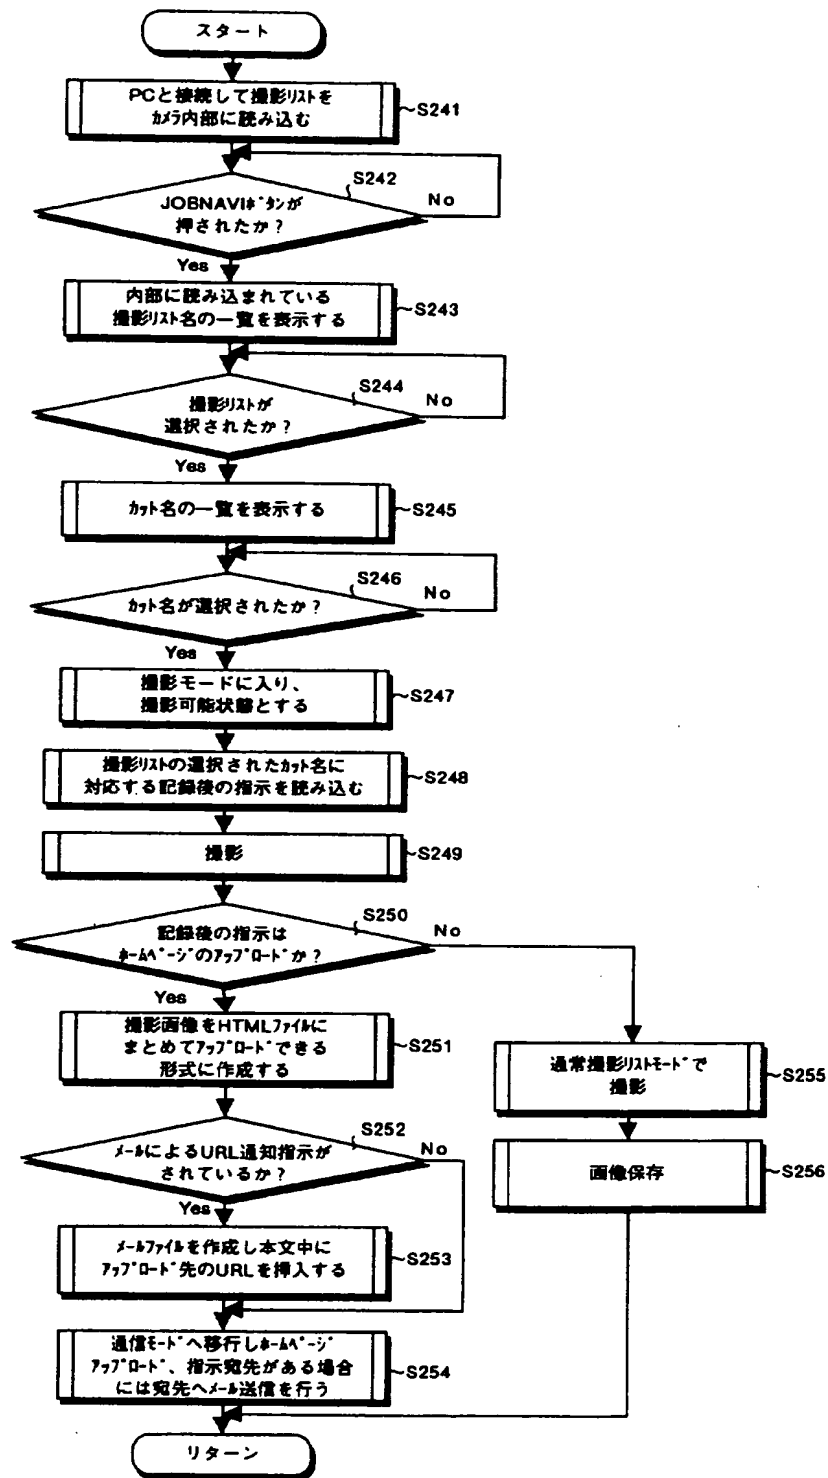 スタート
PCと接続して撮影リストを
ｶﾒﾗ内部に読み込む
S241
S242
JOBNAVIﾎﾞﾀﾝが
押されたか？
No
Yes
内部に読み込まれている
撮影リスト名の一覧を表示する
S243
S244
撮影ﾘｽﾄが
選択されたか？
No
Yes
ｶｯﾄ名の一覧を表示する
S245
S246
ｶｯﾄ名が選択されたか？
No
Yes
撮影モードに入り、
撮影可能状態とする
S247
撮影ﾘｽﾄの選択されたｶｯﾄ名に
対応する記録後の指示を読み込む
S248
撮影
S249
S250
記録後の指示は
ﾎｰﾑﾍﾟｰｼﾞのｱｯﾌﾟﾛｰﾄﾞか？
No
Yes
撮影画像をHTMLﾌｧｲﾙに
まとめてｱｯﾌﾟﾛｰﾄﾞできる
形式に作成する
S251
通常撮影ﾘｽﾄﾓｰﾄﾞで
撮影
S255
S252
ﾒｰﾙによるURL通知指示が
されているか？
No
Yes
画像保存
S256
ﾒｰﾙﾌｧｲﾙを作成し本文中に
ｱｯﾌﾟﾛｰﾄﾞ先のURLを挿入する
S253
通信ﾓｰﾄﾞへ移行しﾎｰﾑﾍﾟｰｼﾞ
ｱｯﾌﾟﾛｰﾄﾞ、指示宛先がある場合
には宛先へﾒｰﾙ送信を行う
S254
リターン